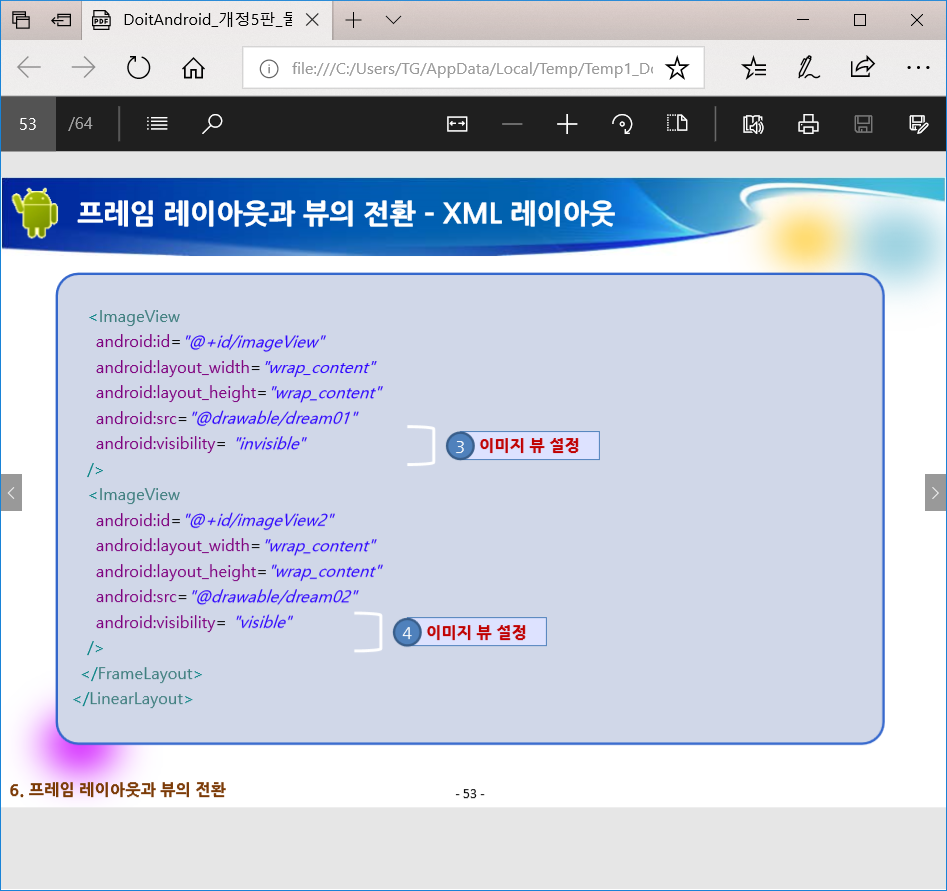 DoitAndroid_개정5판_
file:///C:/Users/TG/AppData/Local/Temp/Temp1_D
53 /64
프레임 레이아웃과 뷰의 전환 - XML 레이아웃
<ImageView
android:id="@+id/imageView"
android:layout_width="wrap_content"
android:layout_height="wrap_content"
android:src="@drawable/dream01"
android:visibility= "invisible"
3 이미지 뷰 설정
/>
<ImageView
android:id="@+id/imageView2"
android:layout_width="wrap_content"
android:layout_height="wrap_content"
android:src="@drawable/dream02"
android:visibility= "visible"
4 이미지 뷰 설정
/>
</FrameLayout>
</LinearLayout>
6. 프레임 레이아웃과 뷰의 전환
- 53 -